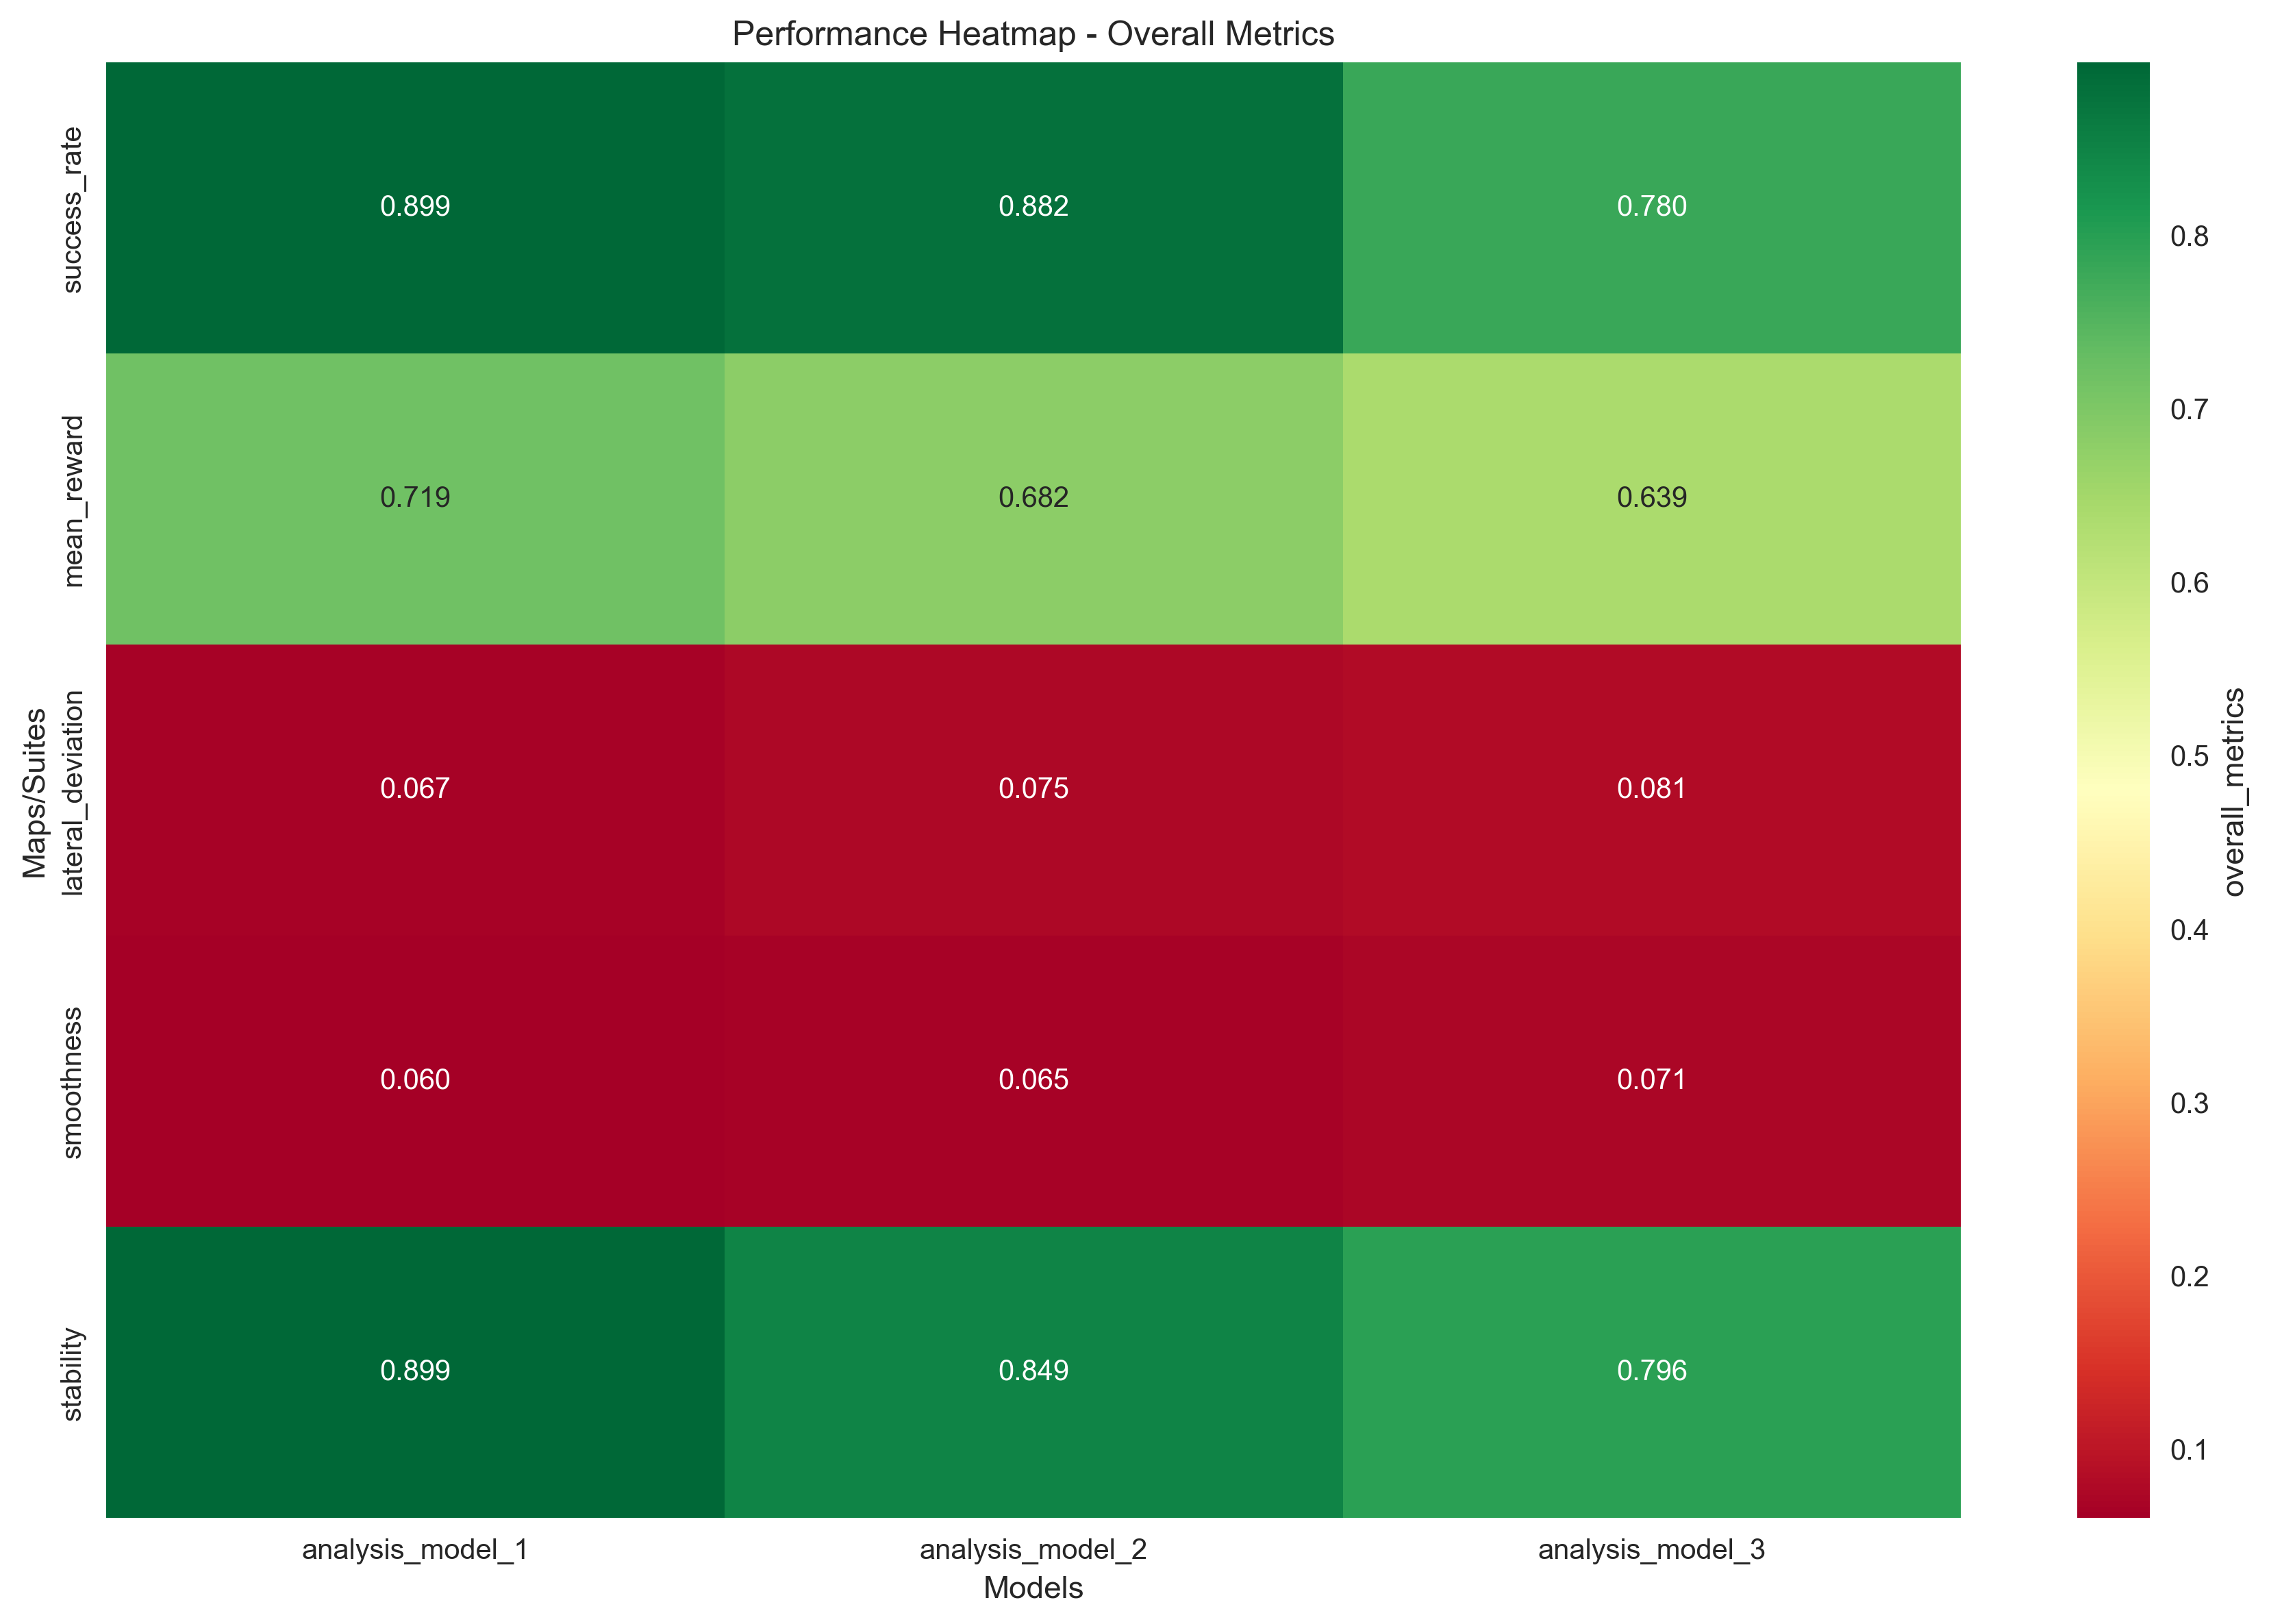 Performance Heatmap - Overall Metrics
success_rate
0.899 0.882 0.780
mean_reward
0.719 0.682 0.639
Maps/Suites
lateral_deviation
0.067 0.075 0.081
smoothness
0.060 0.065 0.071
stability
0.899 0.849 0.796
analysis_model_1 analysis_model_2 analysis_model_3
Models
0.8
0.7
0.6
0.5
0.4
0.3
0.2
0.1
overall_metrics